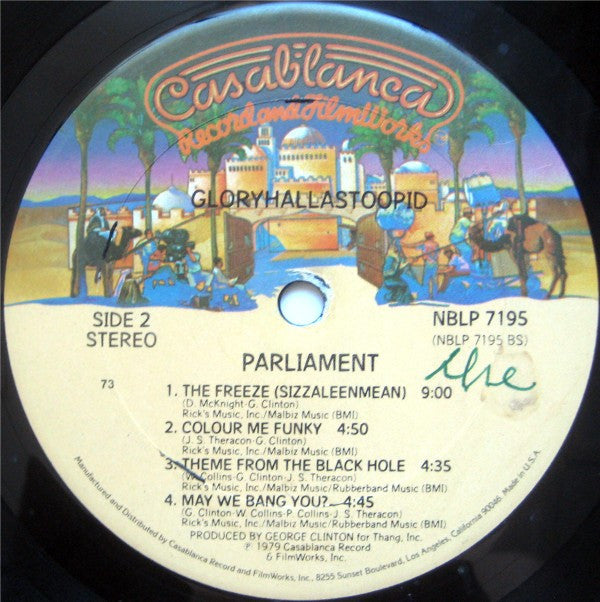 Casablanca
Record and FilmWorks
GLORYHALLASTOOPID
SIDE 2
STEREO
NBLP 7195
(NBLP 7195 BS)
PARLIAMENT
73
1. THE FREEZE (SIZZALEENMEAN) 9:00
(D. McKnight-G. Clinton)
Rick's Music, Inc./Malbiz Music (BMI)
2. COLOUR ME FUNKY 4:50
(J. S. Theracon-G. Clinton)
Rick's Music, Inc./Malbiz Music (BMI)
3. THEME FROM THE BLACK HOLE 4:35
(W. Collins-G. Clinton-J. S. Theracon)
Rick's Music, Inc./Malbiz Music/Rubberband Music (BMI)
4. MAY WE BANG YOU? 4:45
(G. Clinton-W. Collins-P. Collins-J. S. Theracon)
Rick's Music, Inc./Malbiz Music/Rubberband Music (BMI)
PRODUCED BY GEORGE CLINTON for Thang, Inc.
℗ 1979 Casablanca Record
& FilmWorks, Inc.
Manufactured and Distributed by Casablanca Record and FilmWorks, Inc., 8255 Sunset Boulevard, Los Angeles, California 90046. Made in U.S.A.